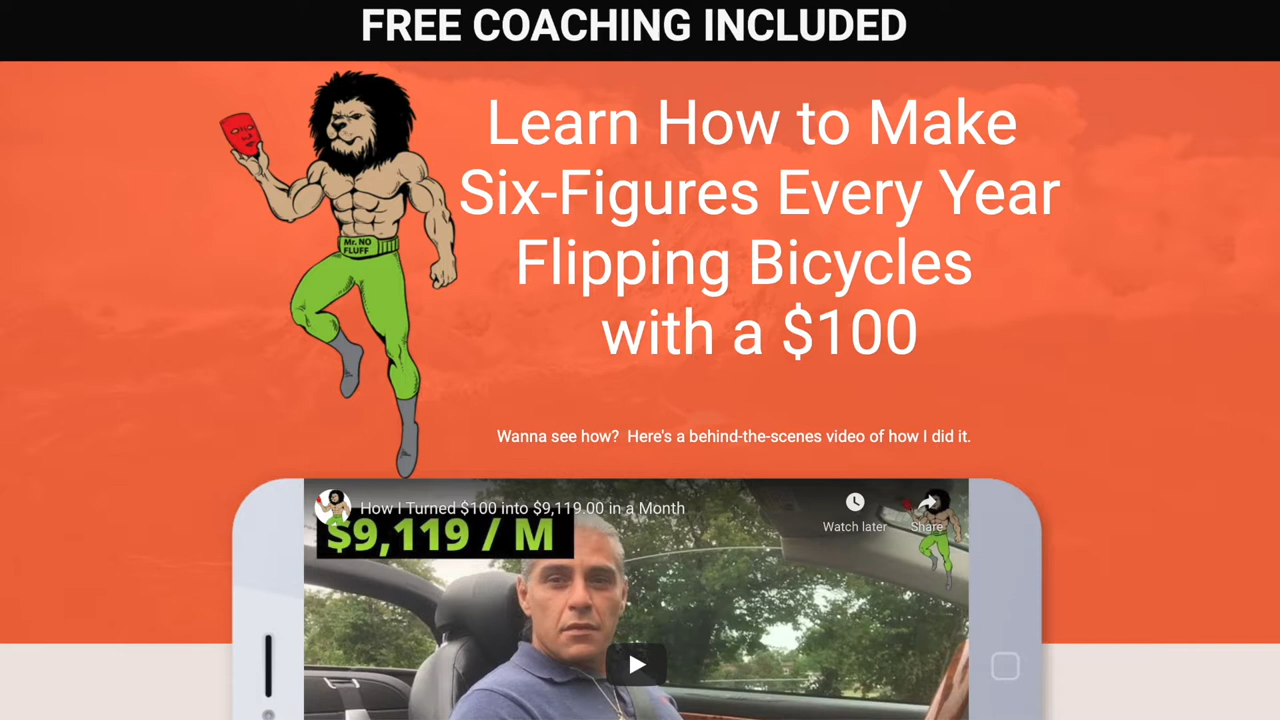 FREE COACHING INCLUDED
Learn How to Make
Six-Figures Every Year
Flipping Bicycles
with a $100
Mr. NO
FLUFF
Wanna see how? Here's a behind-the-scenes video of how I did it.
How I Turned $100 into $9,119.00 in a Month
Watch later
Share
$9,119 / M